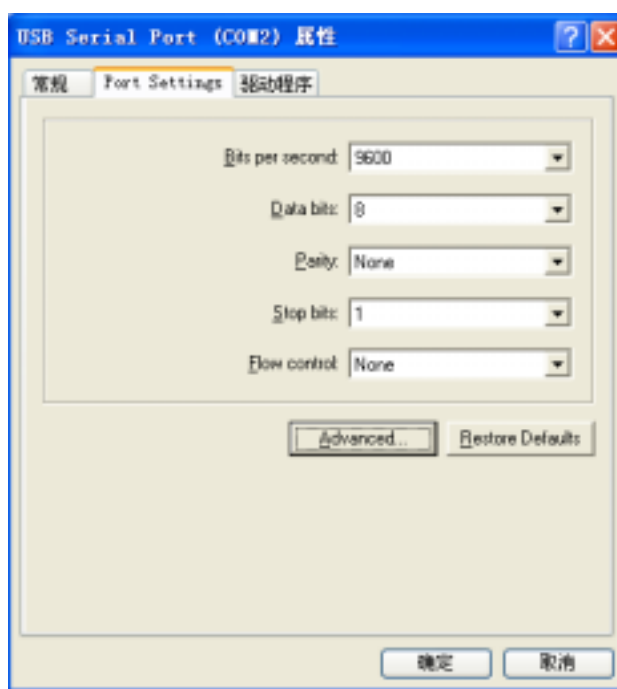 USB Serial Port (COM2) 属性
常规 Port Settings 驱动程序
Bits per second: 9600
Data bits: 8
Parity: None
Stop bits: 1
Flow control: None
Advanced... Restore Defaults
确定 取消